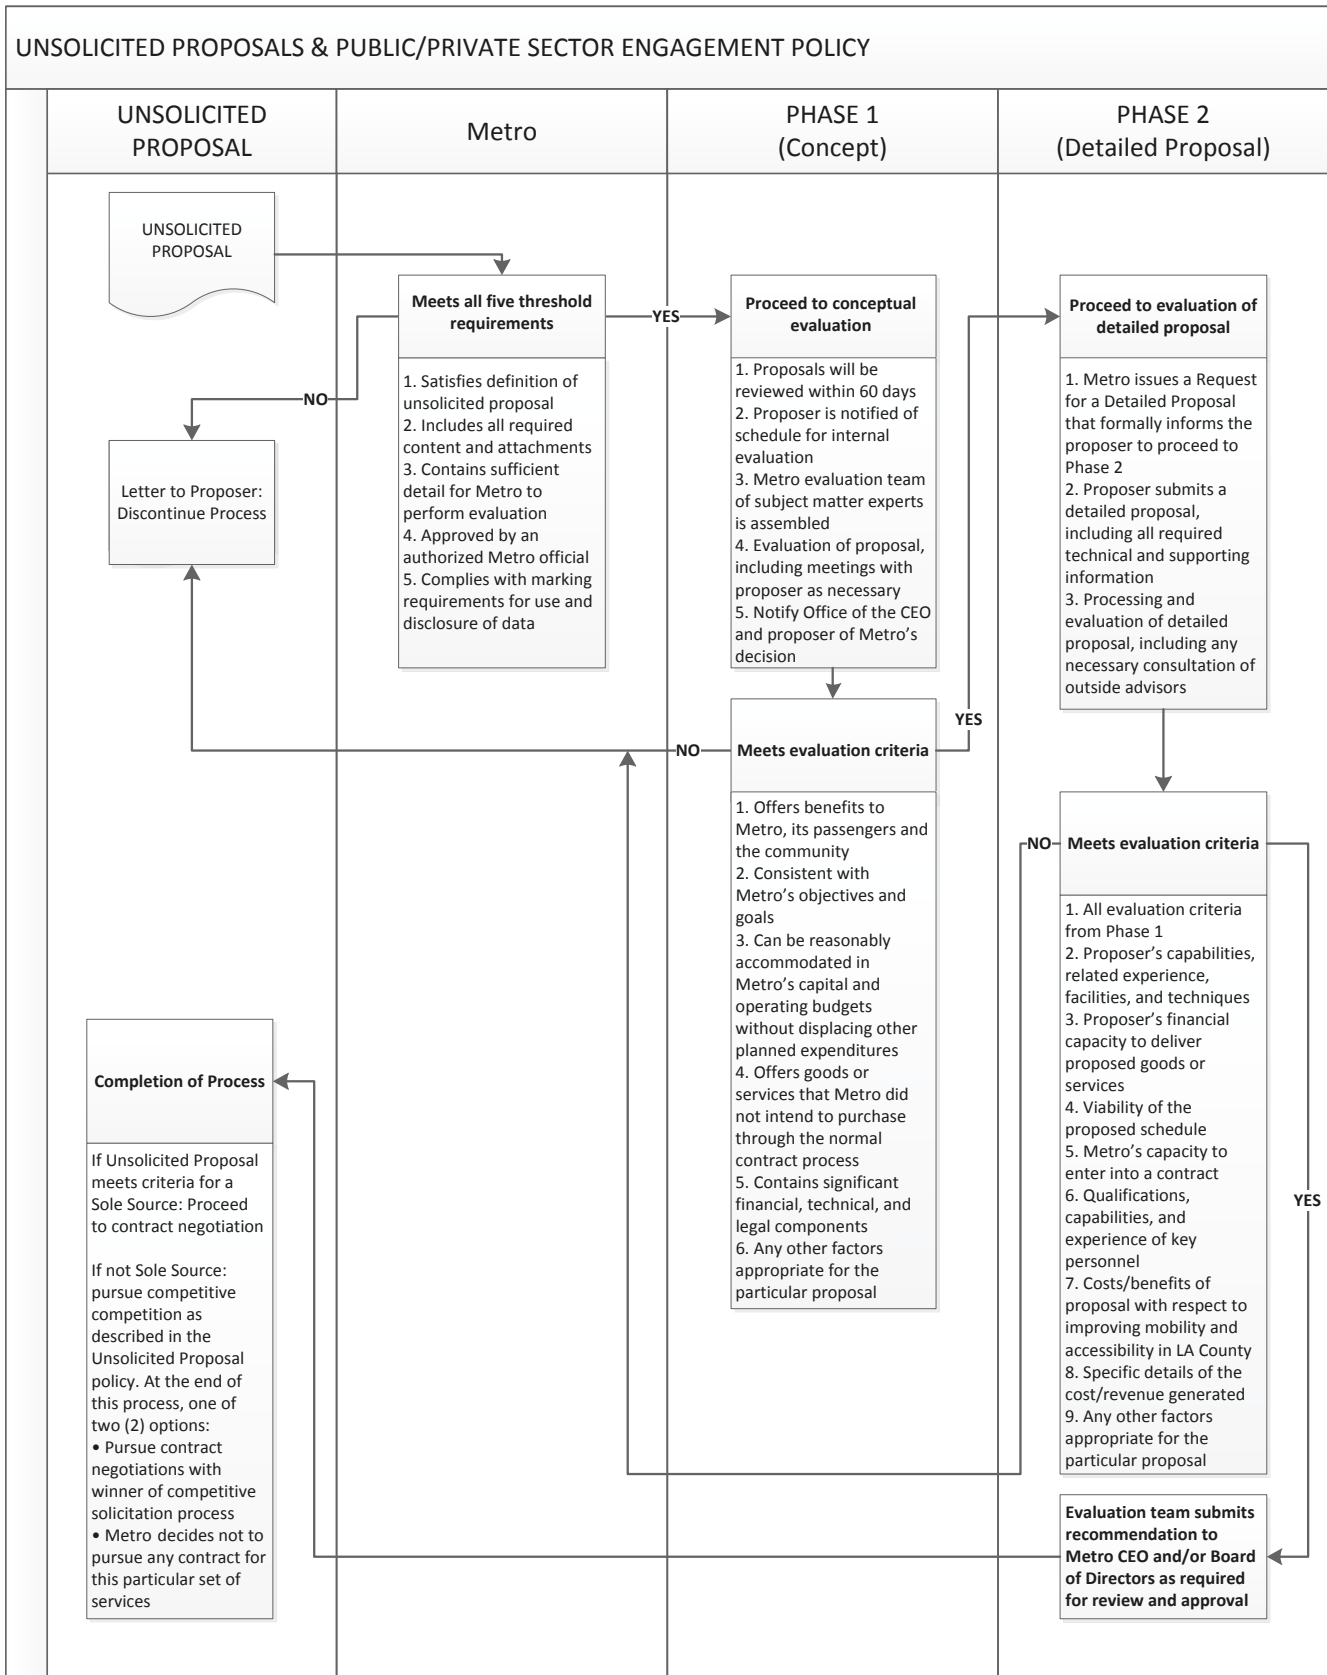 UNSOLICITED PROPOSALS & PUBLIC/PRIVATE SECTOR ENGAGEMENT POLICY
UNSOLICITED
PROPOSAL
Metro
PHASE 1
(Concept)
PHASE 2
(Detailed Proposal)
UNSOLICITED
PROPOSAL
Meets all five threshold
requirements
1. Satisfies definition of
unsolicited proposal
2. Includes all required
content and attachments
3. Contains sufficient
detail for Metro to
perform evaluation
4. Approved by an
authorized Metro official
5. Complies with marking
requirements for use and
disclosure of data
NO
Letter to Proposer:
Discontinue Process
YES
Proceed to conceptual
evaluation
1. Proposals will be
reviewed within 60 days
2. Proposer is notified of
schedule for internal
evaluation
3. Metro evaluation team
of subject matter experts
is assembled
4. Evaluation of proposal,
including meetings with
proposer as necessary
5. Notify Office of the CEO
and proposer of Metro’s
decision
NO
Meets evaluation criteria
1. Offers benefits to
Metro, its passengers and
the community
2. Consistent with
Metro’s objectives and
goals
3. Can be reasonably
accommodated in
Metro’s capital and
operating budgets
without displacing other
planned expenditures
4. Offers goods or
services that Metro did
not intend to purchase
through the normal
contract process
5. Contains significant
financial, technical, and
legal components
6. Any other factors
appropriate for the
particular proposal
YES
Proceed to evaluation of
detailed proposal
1. Metro issues a Request
for a Detailed Proposal
that formally informs the
proposer to proceed to
Phase 2
2. Proposer submits a
detailed proposal,
including all required
technical and supporting
information
3. Processing and
evaluation of detailed
proposal, including any
necessary consultation of
outside advisors
NO
Meets evaluation criteria
1. All evaluation criteria
from Phase 1
2. Proposer’s capabilities,
related experience,
facilities, and techniques
3. Proposer’s financial
capacity to deliver
proposed goods or
services
4. Viability of the
proposed schedule
5. Metro’s capacity to
enter into a contract
6. Qualifications,
capabilities, and
experience of key
personnel
7. Costs/benefits of
proposal with respect to
improving mobility and
accessibility in LA County
8. Specific details of the
cost/revenue generated
9. Any other factors
appropriate for the
particular proposal
YES
Evaluation team submits
recommendation to
Metro CEO and/or Board
of Directors as required
for review and approval
Completion of Process
If Unsolicited Proposal
meets criteria for a
Sole Source: Proceed
to contract negotiation
If not Sole Source:
pursue competitive
competition as
described in the
Unsolicited Proposal
policy. At the end of
this process, one of
two (2) options:
• Pursue contract
negotiations with
winner of competitive
solicitation process
• Metro decides not to
pursue any contract for
this particular set of
services